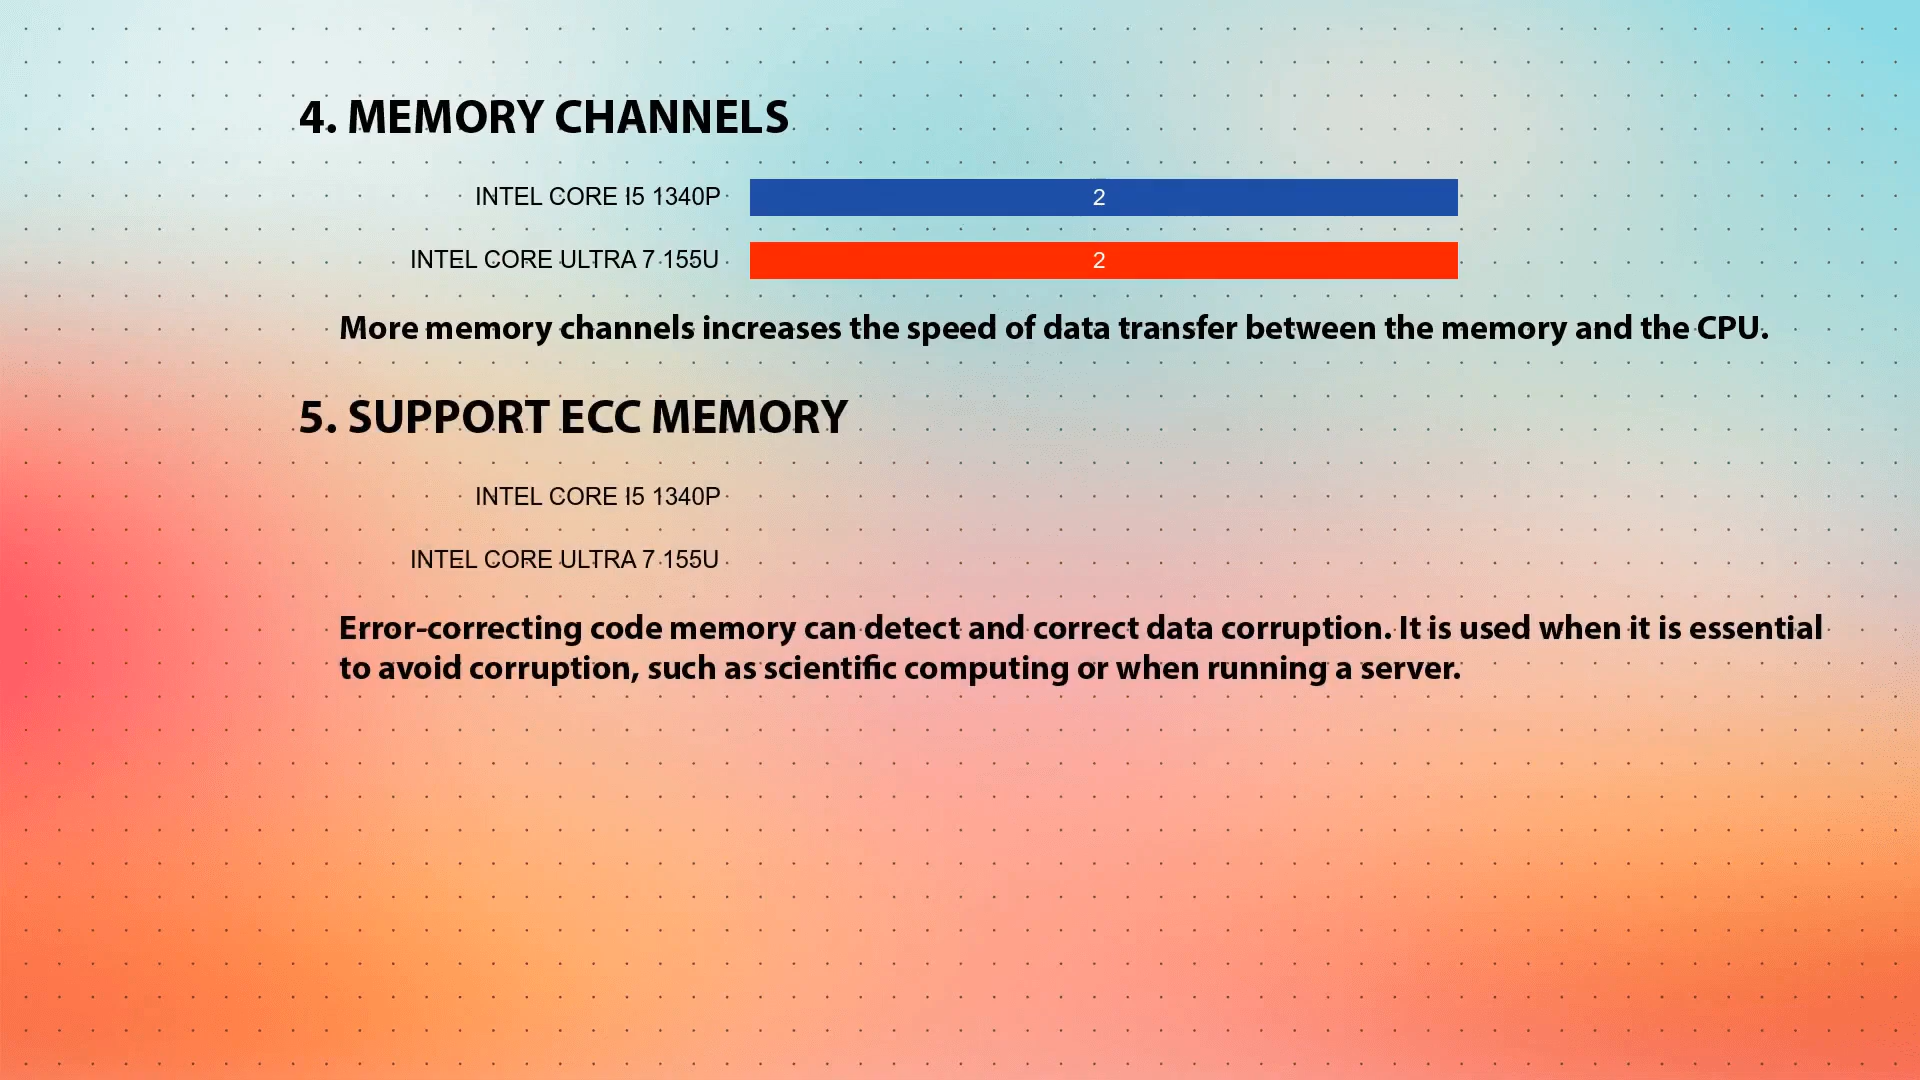 4. MEMORY CHANNELS
INTEL CORE I5 1340P
2
INTEL CORE ULTRA 7 155U
2
More memory channels increases the speed of data transfer between the memory and the CPU.
5. SUPPORT ECC MEMORY
INTEL CORE I5 1340P
INTEL CORE ULTRA 7 155U
Error-correcting code memory can detect and correct data corruption. It is used when it is essential
to avoid corruption, such as scientific computing or when running a server.